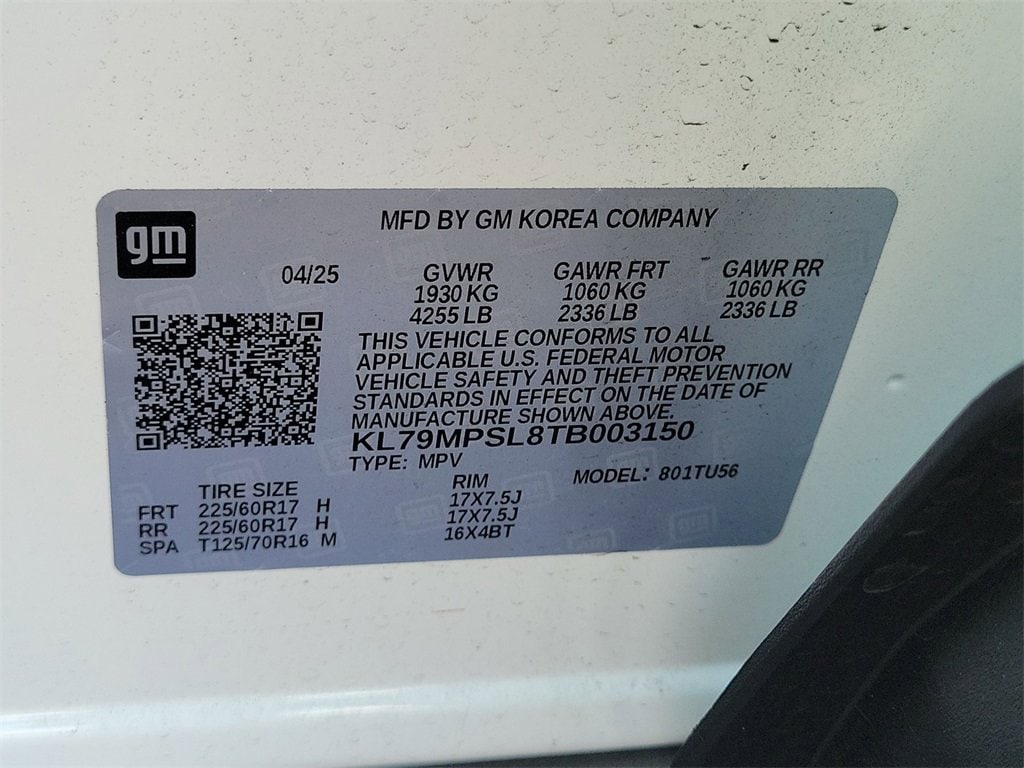 gm
MFD BY GM KOREA COMPANY
04/25 GVWR GAWR FRT GAWR RR
1930 KG 1060 KG 1060 KG
4255 LB 2336 LB 2336 LB
THIS VEHICLE CONFORMS TO ALL
APPLICABLE U.S. FEDERAL MOTOR
VEHICLE SAFETY AND THEFT PREVENTION
STANDARDS IN EFFECT ON THE DATE OF
MANUFACTURE SHOWN ABOVE.
KL79MPSL8TB003150
TYPE: MPV MODEL: 801TU56
TIRE SIZE RIM
FRT 225/60R17 H 17X7.5J
RR 225/60R17 H 17X7.5J
SPA T125/70R16 M 16X4BT